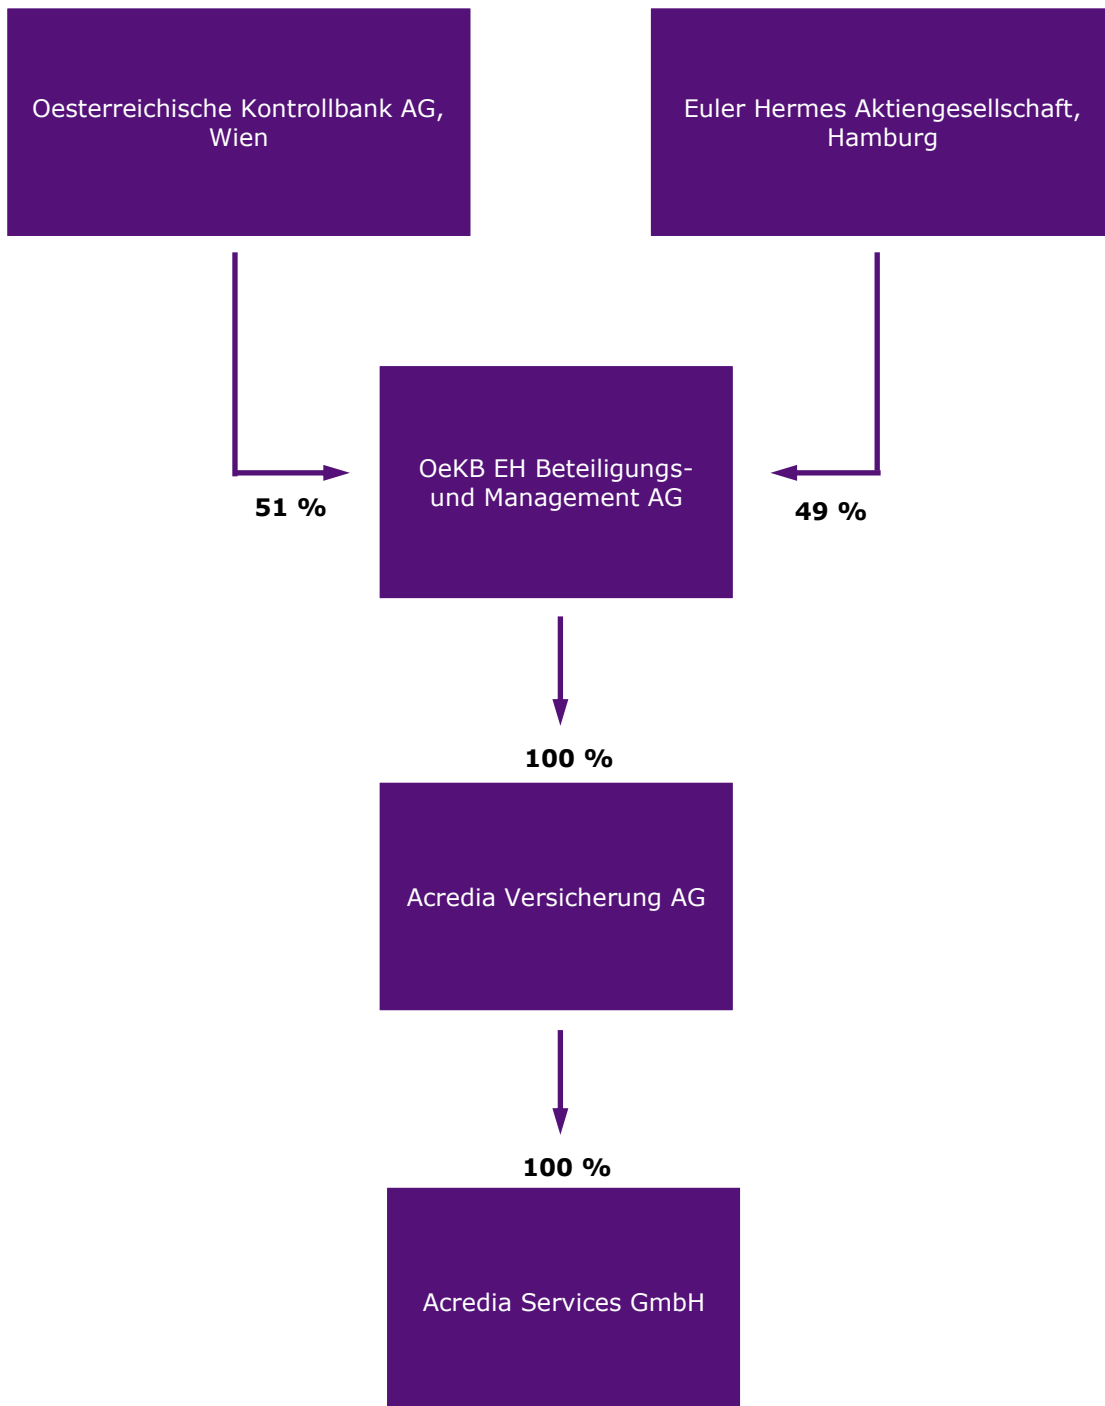 Oesterreichische Kontrollbank AG,
Wien
Euler Hermes Aktiengesellschaft,
Hamburg
OeKB EH Beteiligungs-
und Management AG
51 %
49 %
100 %
Acredia Versicherung AG
100 %
Acredia Services GmbH